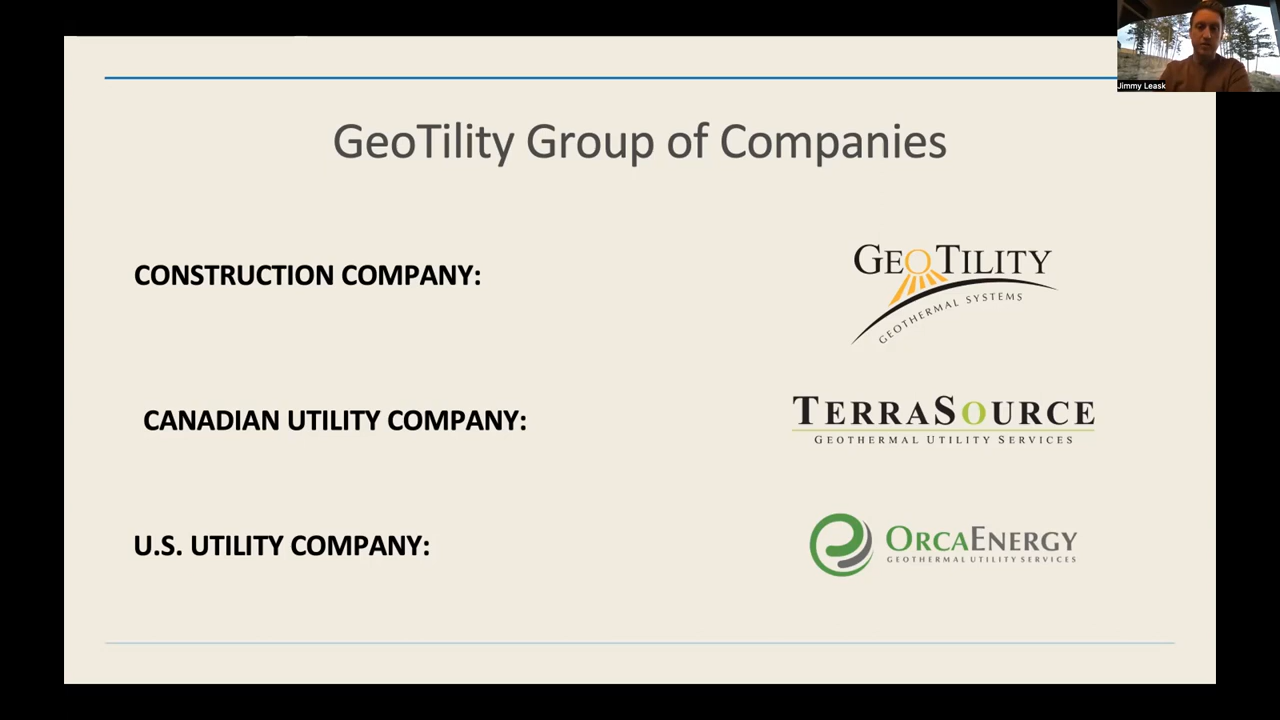 Jimmy Leask
GeoTility Group of Companies
CONSTRUCTION COMPANY:
GEOTILITY
GEOTHERMAL SYSTEMS
CANADIAN UTILITY COMPANY:
TERRASOURCE
GEOTHERMAL UTILITY SERVICES
U.S. UTILITY COMPANY:
ORCAENERGY
GEOTHERMAL UTILITY SERVICES